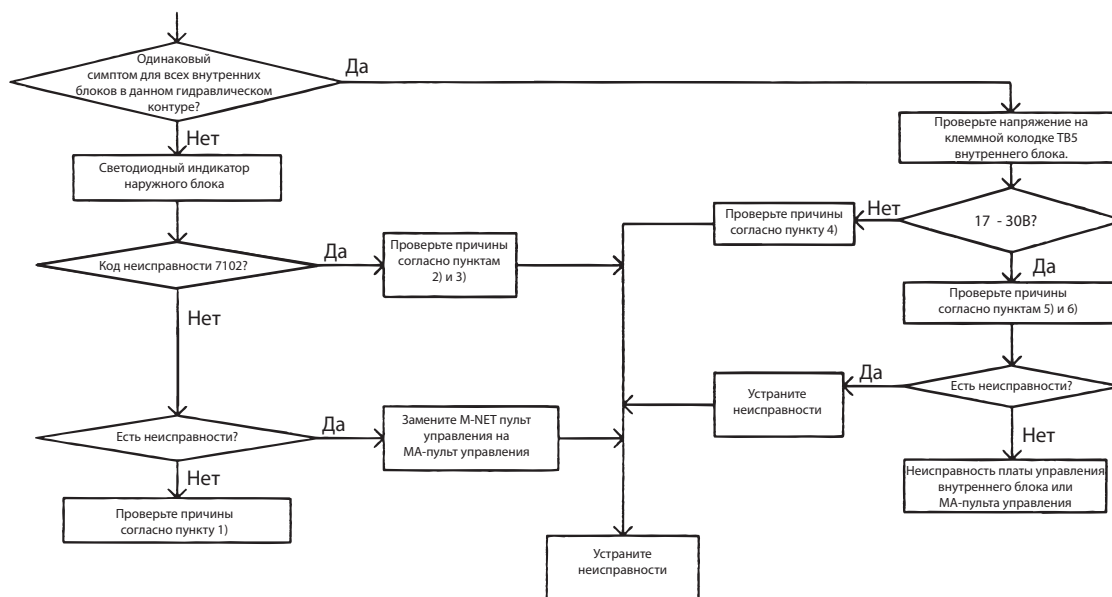 Одинаковый
симптом для всех внутренних
блоков в данном гидравлическом
контуре?
Да
Нет
Светодиодный индикатор
наружного блока
Код неисправности 7102?
Да
Проверьте причины
согласно пунктам
2) и 3)
Нет
Есть неисправности?
Да
Замените M-NET пульт
управления на
МА-пульт управления
Нет
Проверьте причины
согласно пункту 1)
Проверьте напряжение на
клеммной колодке TB5
внутреннего блока.
17 - 30В?
Нет
Проверьте причины
согласно пункту 4)
Да
Проверьте причины
согласно пунктам 5) и 6)
Есть неисправности?
Да
Устраните
неисправности
Нет
Неисправность платы управления
внутреннего блока или
МА-пульта управления
Устраните
неисправности